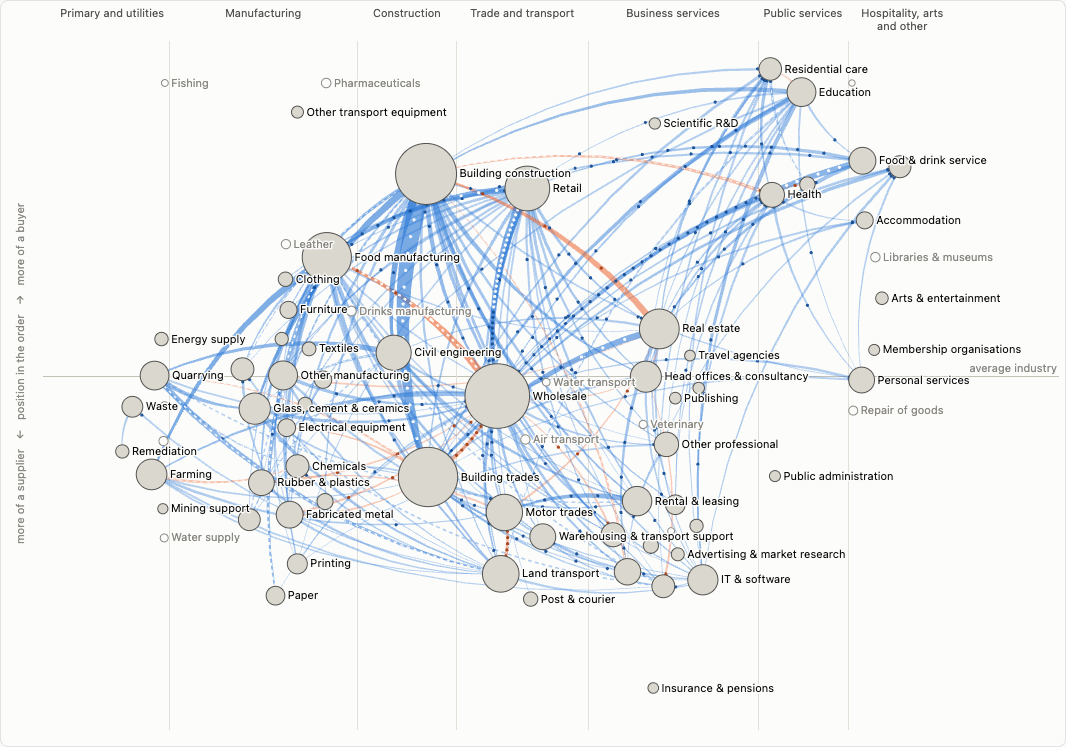 Primary and utilities
Manufacturing
Construction
Trade and transport
Business services
Public services
Hospitality, arts
and other
Fishing
Pharmaceuticals
Other transport equipment
Residential care
Education
Scientific R&D
Building construction
Retail
Food & drink service
Health
Accommodation
Leather
Food manufacturing
Clothing
Libraries & museums
Arts & entertainment
Furniture
Drinks manufacturing
Real estate
Energy supply
Textiles
Civil engineering
Travel agencies
Membership organisations
average industry
Quarrying
Other manufacturing
Water transport
Head offices & consultancy
Personal services
Wholesale
Publishing
Waste
Glass, cement & ceramics
Repair of goods
Electrical equipment
Veterinary
Air transport
Other professional
Remediation
Chemicals
Farming
Rubber & plastics
Building trades
Public administration
Mining support
Fabricated metal
Motor trades
Rental & leasing
Water supply
Warehousing & transport support
Advertising & market research
Printing
Land transport
IT & software
Paper
Post & courier
Insurance & pensions
more of a supplier ← position in the order → more of a buyer